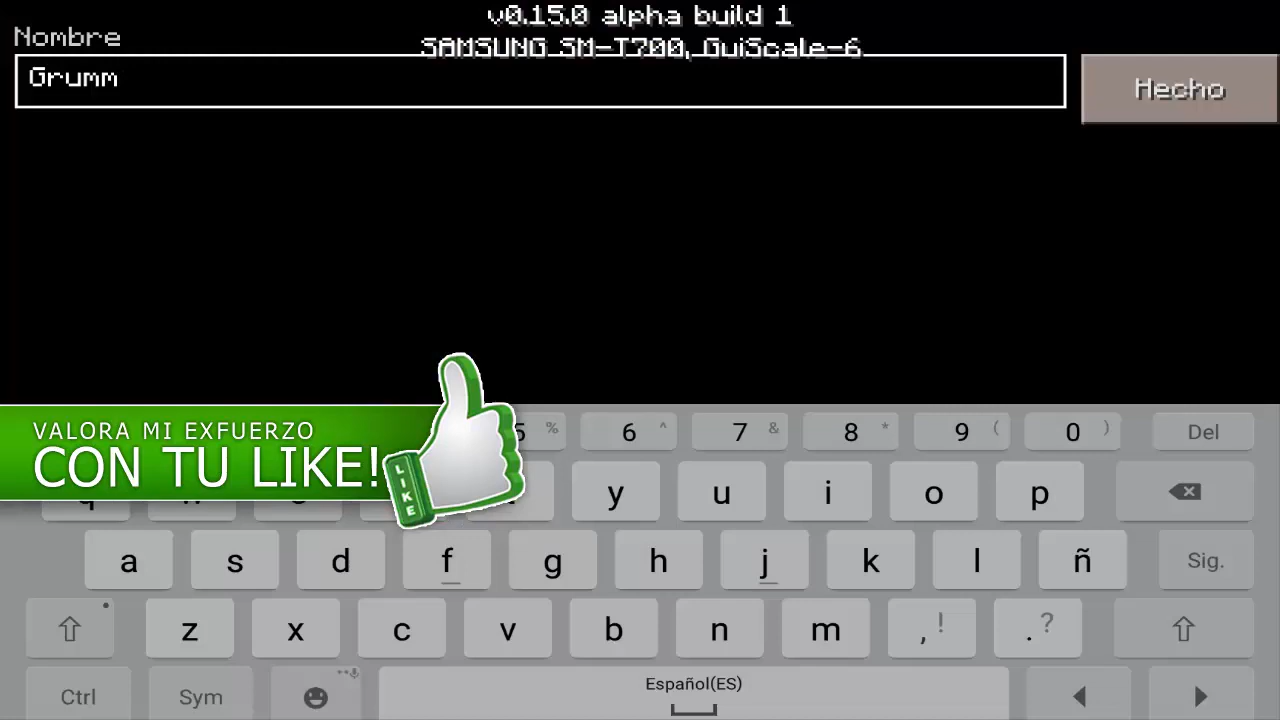 v0.15.0 alpha build 1
SAMSUNG SM-T700, GuiScale-6
Nombre
Grumm
Hecho
VALORA MI EXFUERZO
CON TU LIKE!
LIKE
5 % 6 ^ 7 & 8 * 9 ( 0 ) Del
q y u i o p
a s d f g h j k l ñ Sig.
z x c v b n m , ! . ?
Ctrl Sym Español(ES)